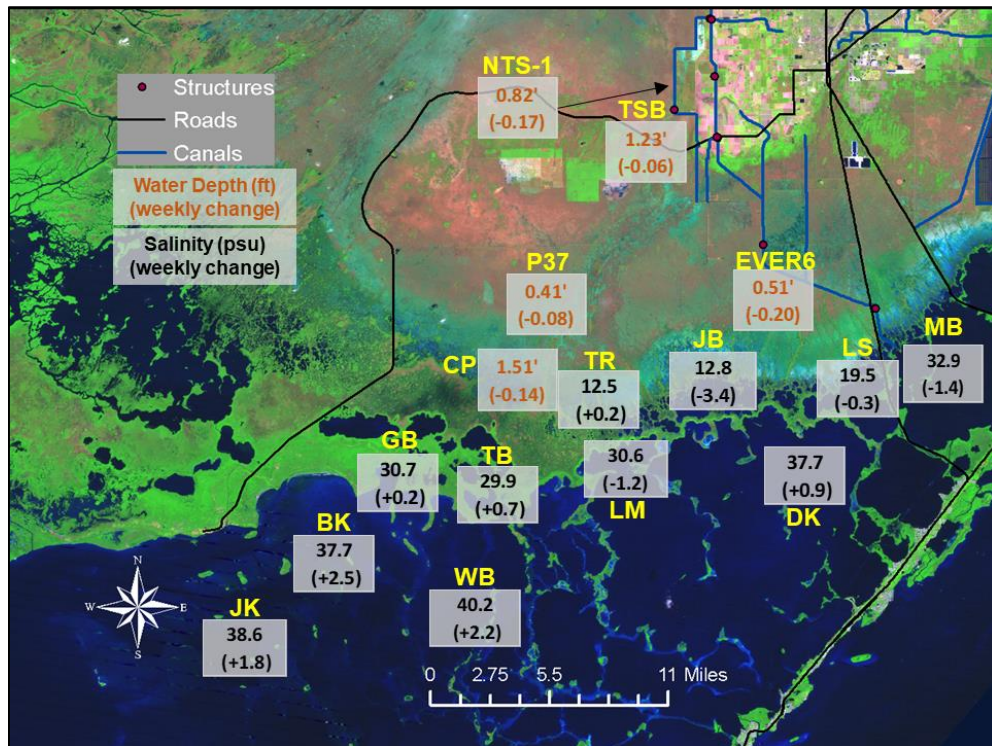 Structures
Roads
Canals
Water Depth (ft)
(weekly change)
Salinity (psu)
(weekly change)
NTS-1
0.82'
(-0.17)
TSB
1.23'
(-0.06)
P37
0.41'
(-0.08)
EVER6
0.51'
(-0.20)
CP
1.51'
(-0.14)
TR
12.5
(+0.2)
JB
12.8
(-3.4)
LS
19.5
(-0.3)
MB
32.9
(-1.4)
GB
30.7
(+0.2)
TB
29.9
(+0.7)
30.6
(-1.2)
LM
37.7
(+0.9)
DK
BK
37.7
(+2.5)
WB
40.2
(+2.2)
JK
38.6
(+1.8)
N
W E
S
0 2.75 5.5 11 Miles